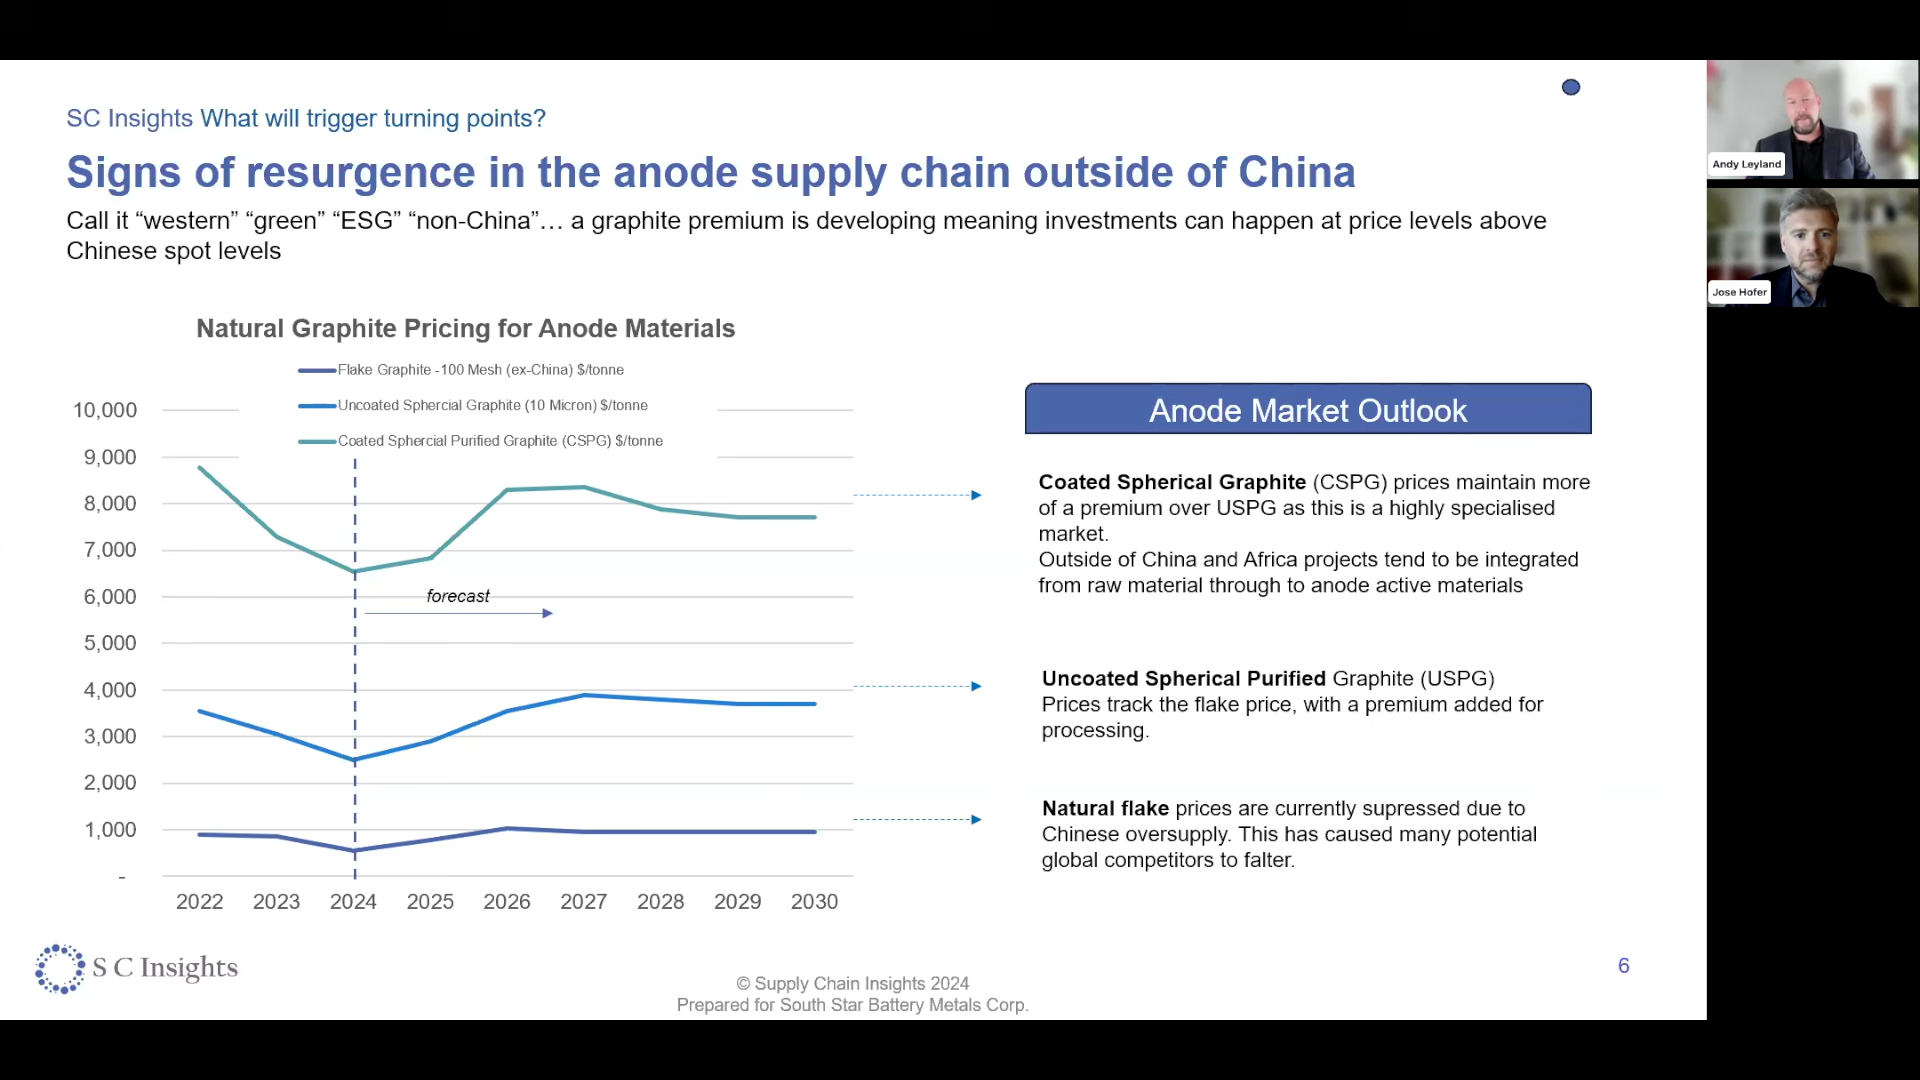 SC Insights What will trigger turning points?
Signs of resurgence in the anode supply chain outside of China
Call it “western” “green” “ESG” “non-China”… a graphite premium is developing meaning investments can happen at price levels above
Chinese spot levels
Natural Graphite Pricing for Anode Materials
Flake Graphite -100 Mesh (ex-China) $/tonne
Uncoated Sphercial Graphite (10 Micron) $/tonne
Coated Sphercial Purified Graphite (CSPG) $/tonne
10,000
9,000
8,000
7,000
6,000
5,000
4,000
3,000
2,000
1,000
-
forecast
2022 2023 2024 2025 2026 2027 2028 2029 2030
Anode Market Outlook
Coated Spherical Graphite (CSPG) prices maintain more
of a premium over USPG as this is a highly specialised
market.
Outside of China and Africa projects tend to be integrated
from raw material through to anode active materials
Uncoated Spherical Purified Graphite (USPG)
Prices track the flake price, with a premium added for
processing.
Natural flake prices are currently supressed due to
Chinese oversupply. This has caused many potential
global competitors to falter.
S C Insights
© Supply Chain Insights 2024
Prepared for South Star Battery Metals Corp.
6
Andy Leyland
Jose Hofer